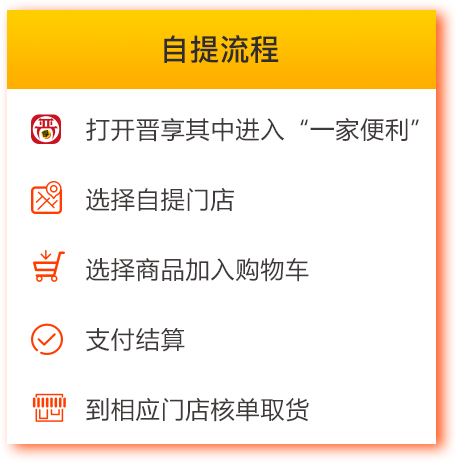 自提流程
打开晋享其中进入“一家便利”
选择自提门店
选择商品加入购物车
支付结算
到相应门店核单取货